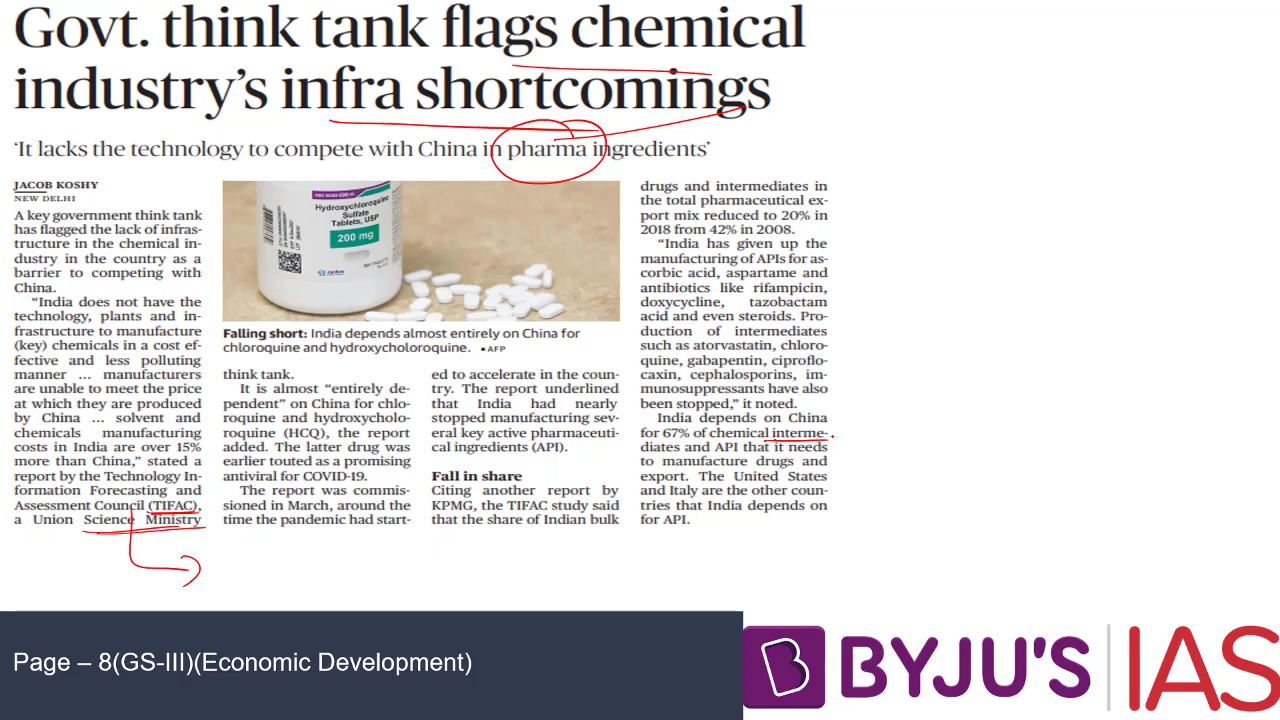 Govt. think tank flags chemical
industry's infra shortcomings
'It lacks the technology to compete with China in pharma ingredients'
JACOB KOSHY
NEW DELHI
A key government think tank
has flagged the lack of infras-
tructure in the chemical in-
dustry in the country as a
barrier to competing with
China.
"India does not have the
technology, plants and in-
frastructure to manufacture
(key) chemicals in a cost ef-
fective and less polluting
manner ... manufacturers
are unable to meet the price
at which they are produced
by China ... solvent and
chemicals manufacturing
costs in India are over 15%
more than China," stated a
report by the Technology In-
formation Forecasting and
Assessment Council (TIFAC),
a Union Science Ministry
Hydroxychloroquine
Sulfate
Tablets, USP
200 mg
Falling short: India depends almost entirely on China for
chloroquine and hydroxycholoroquine. ▪AFP
think tank.
It is almost "entirely de-
pendent" on China for chlo-
roquine and hydroxycholo-
roquine (HCQ), the report
added. The latter drug was
earlier touted as a promising
antiviral for COVID-19.
The report was commis-
sioned in March, around the
time the pandemic had start-
ed to accelerate in the coun-
try. The report underlined
that India had nearly
stopped manufacturing sev-
eral key active pharmaceuti-
cal ingredients (API).
Fall in share
Citing another report by
KPMG, the TIFAC study said
that the share of Indian bulk
drugs and intermediates in
the total pharmaceutical ex-
port mix reduced to 20% in
2018 from 42% in 2008.
"India has given up the
manufacturing of APIs for as-
corbic acid, aspartame and
antibiotics like rifampicin,
doxycycline, tazobactam
acid and even steroids. Pro-
duction of intermediates
such as atorvastatin, chloro-
quine, gabapentin, ciproflo-
caxin, cephalosporins, im-
munosuppressants have also
been stopped," it noted.
India depends on China
for 67% of chemical interme-
diates and API that it needs
to manufacture drugs and
export. The United States
and Italy are the other coun-
tries that India depends on
for API.
Page – 8(GS-III)(Economic Development)
BYJU'S IAS